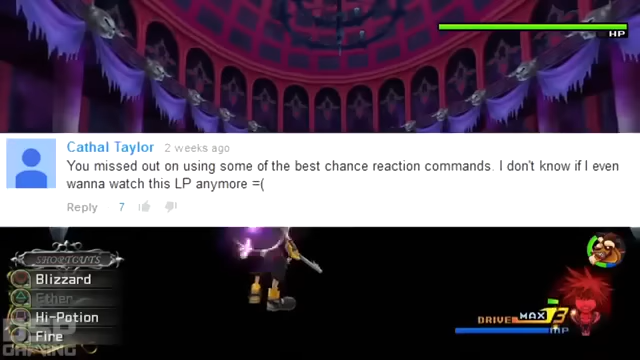 HP
Cathal Taylor 2 weeks ago
You missed out on using some of the best chance reaction commands. I don't know if I even
wanna watch this LP anymore =(
Reply 7
SHORTCUTS
Blizzard
Ether
Hi-Potion
Fire
GAMING
DRIVE MAX 3
MP